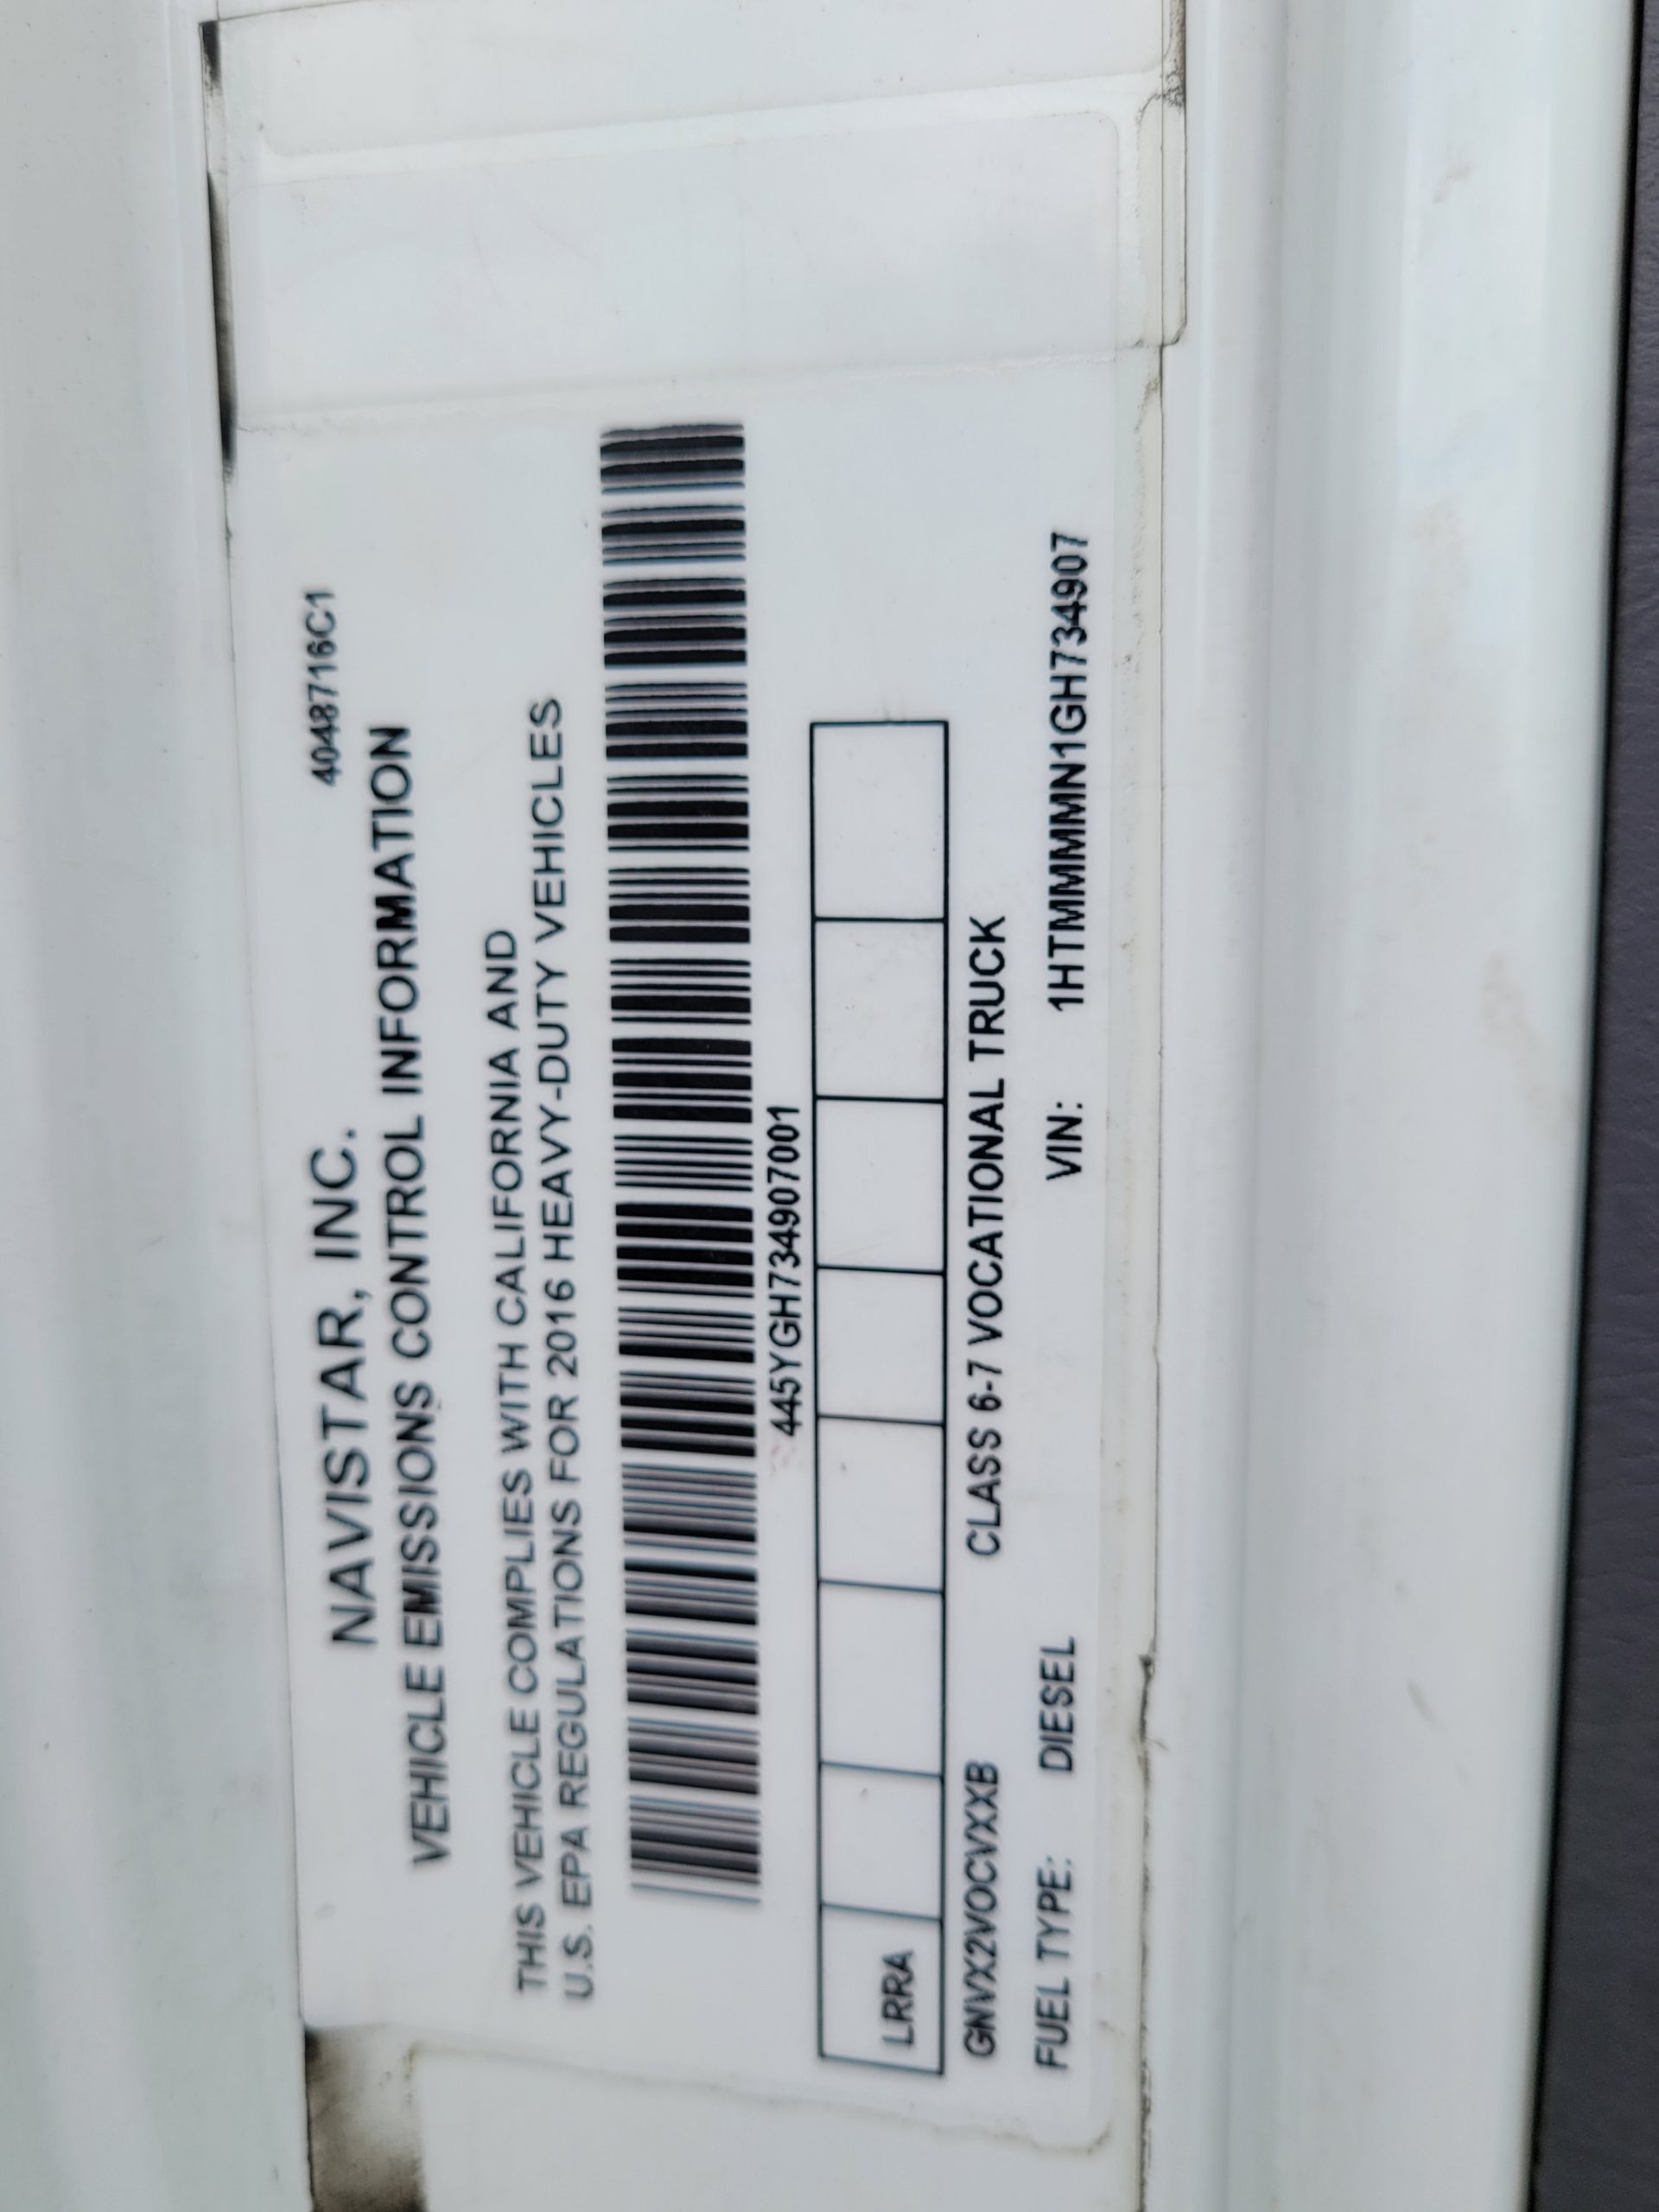 4048716C1
NAVISTAR, INC.
VEHICLE EMISSIONS CONTROL INFORMATION
THIS VEHICLE COMPLIES WITH CALIFORNIA AND
U.S. EPA REGULATIONS FOR 2016 HEAVY-DUTY VEHICLES
445YGH734907001
LRRA
GNVX2VOCVXXB CLASS 6-7 VOCATIONAL TRUCK
FUEL TYPE: DIESEL VIN: 1HTMMMMN1GH734907